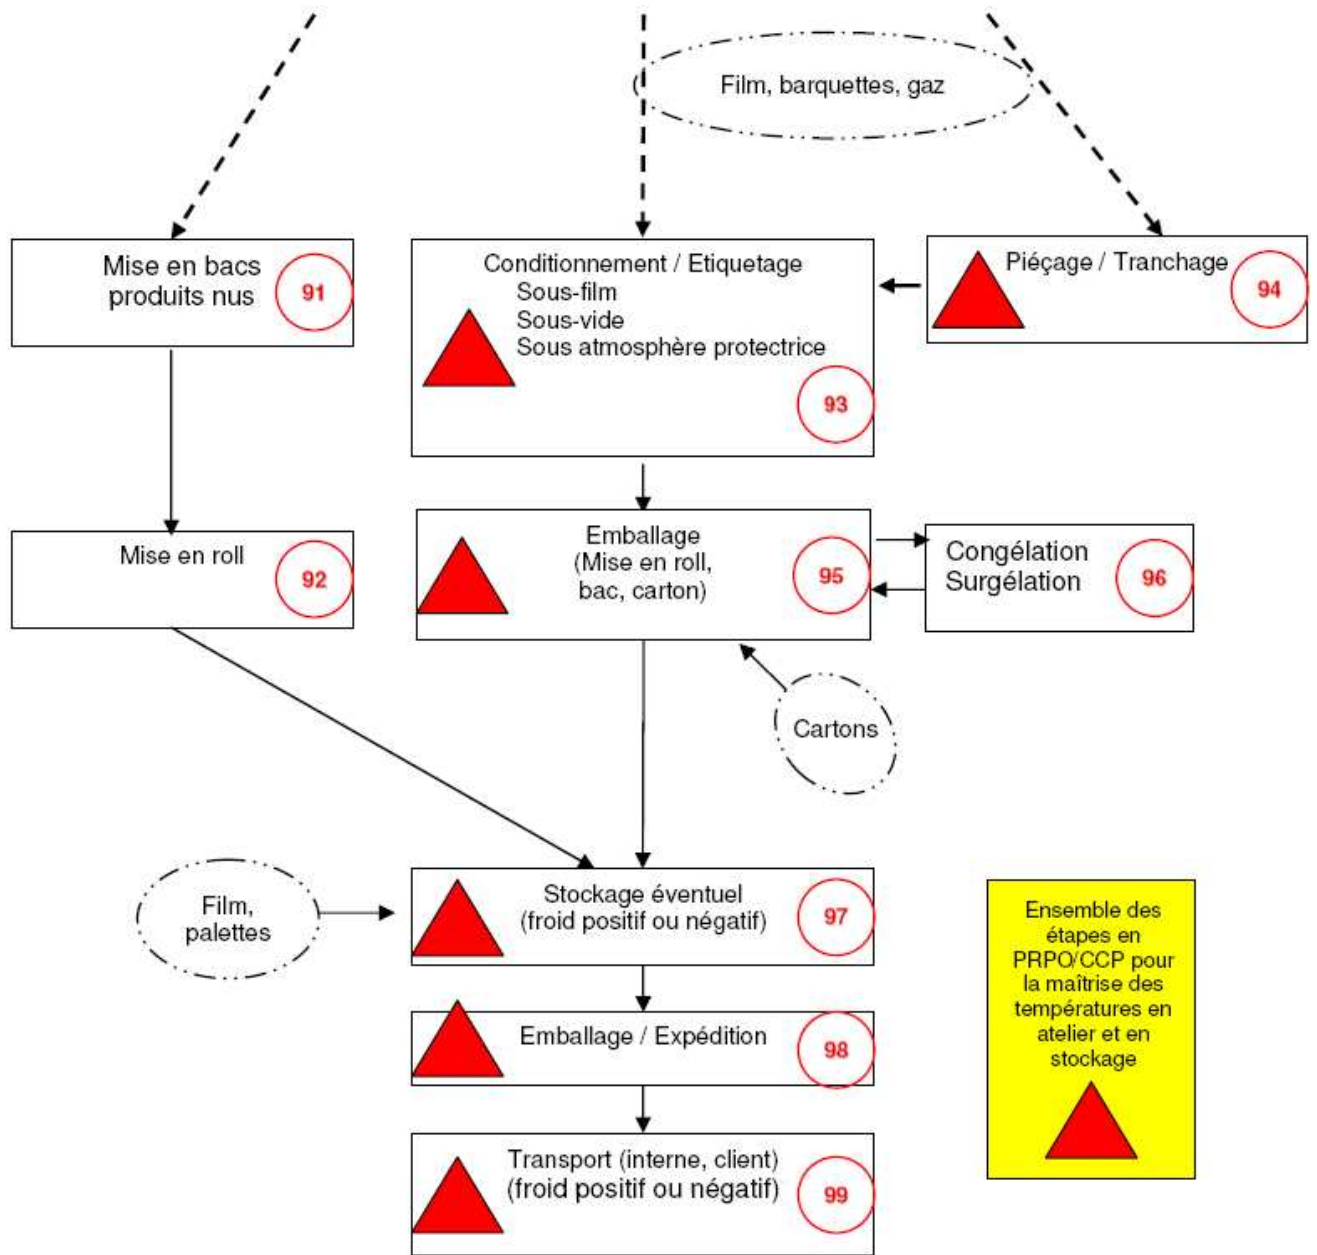 Film, barquettes, gaz
Mise en bacs
produits nus
91
Conditionnement / Etiquetage
Sous-film
Sous-vide
Sous atmosphère protectrice
93
Piéçage / Tranchage
94
Mise en roll
92
Emballage
(Mise en roll,
bac, carton)
95
Congélation
Surgélation
96
Cartons
Film,
palettes
Stockage éventuel
(froid positif ou négatif)
97
Ensemble des
étapes en
PRPO/CCP pour
la maîtrise des
températures en
atelier et en
stockage
Emballage / Expédition
98
Transport (interne, client)
(froid positif ou négatif)
99